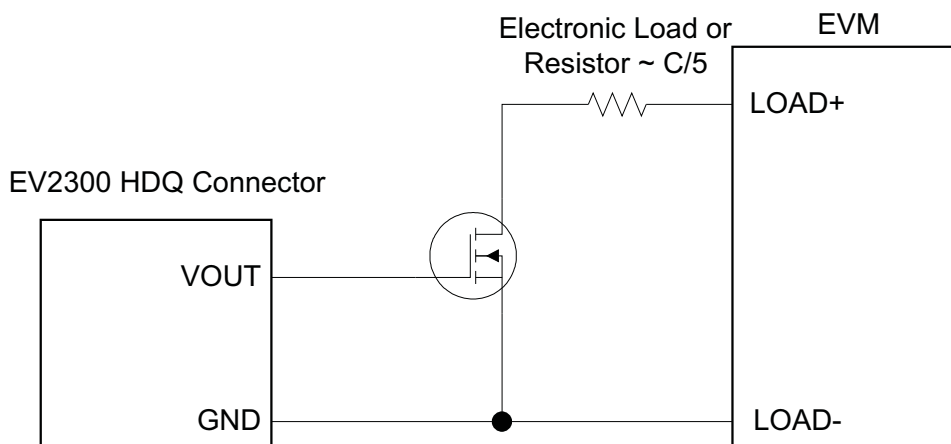 Electronic Load or
Resistor ~ C/5
EVM
LOAD+
EV2300 HDQ Connector
VOUT
GND
LOAD-